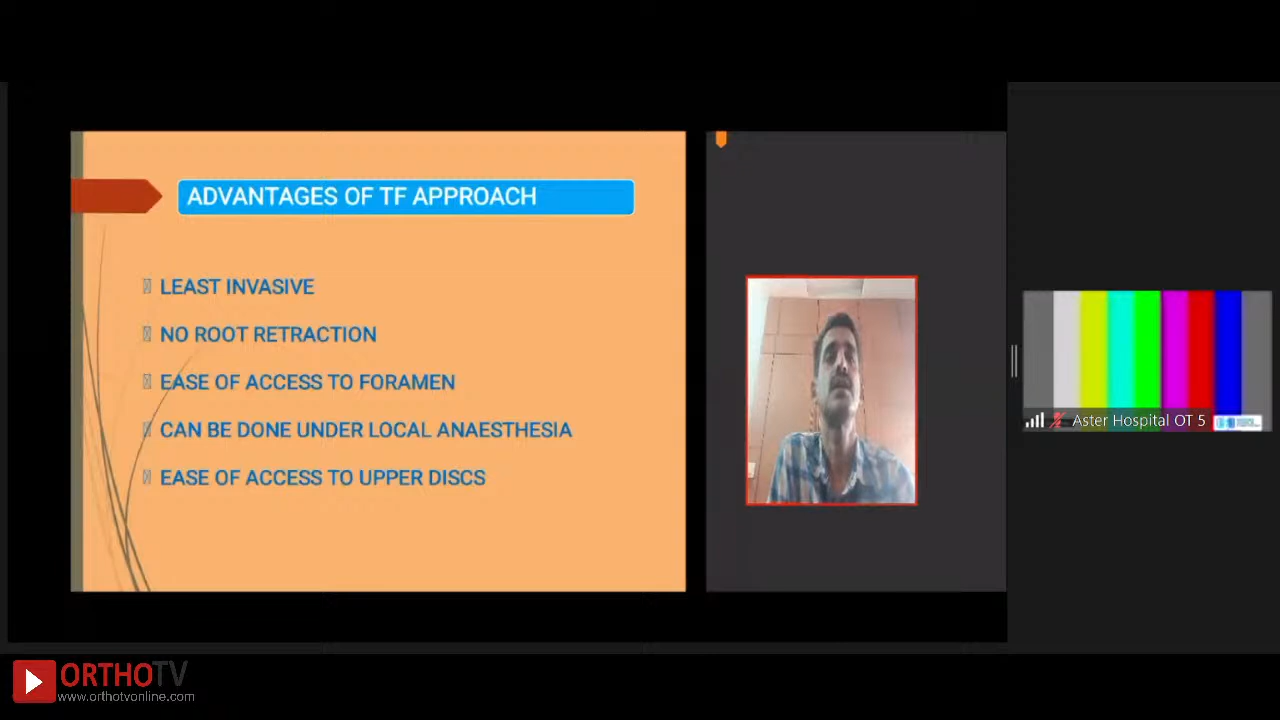 ADVANTAGES OF TF APPROACH
LEAST INVASIVE
NO ROOT RETRACTION
EASE OF ACCESS TO FORAMEN
CAN BE DONE UNDER LOCAL ANAESTHESIA
EASE OF ACCESS TO UPPER DISCS
Aster Hospital OT 5
ORTHOTV
www.orthotvonline.com